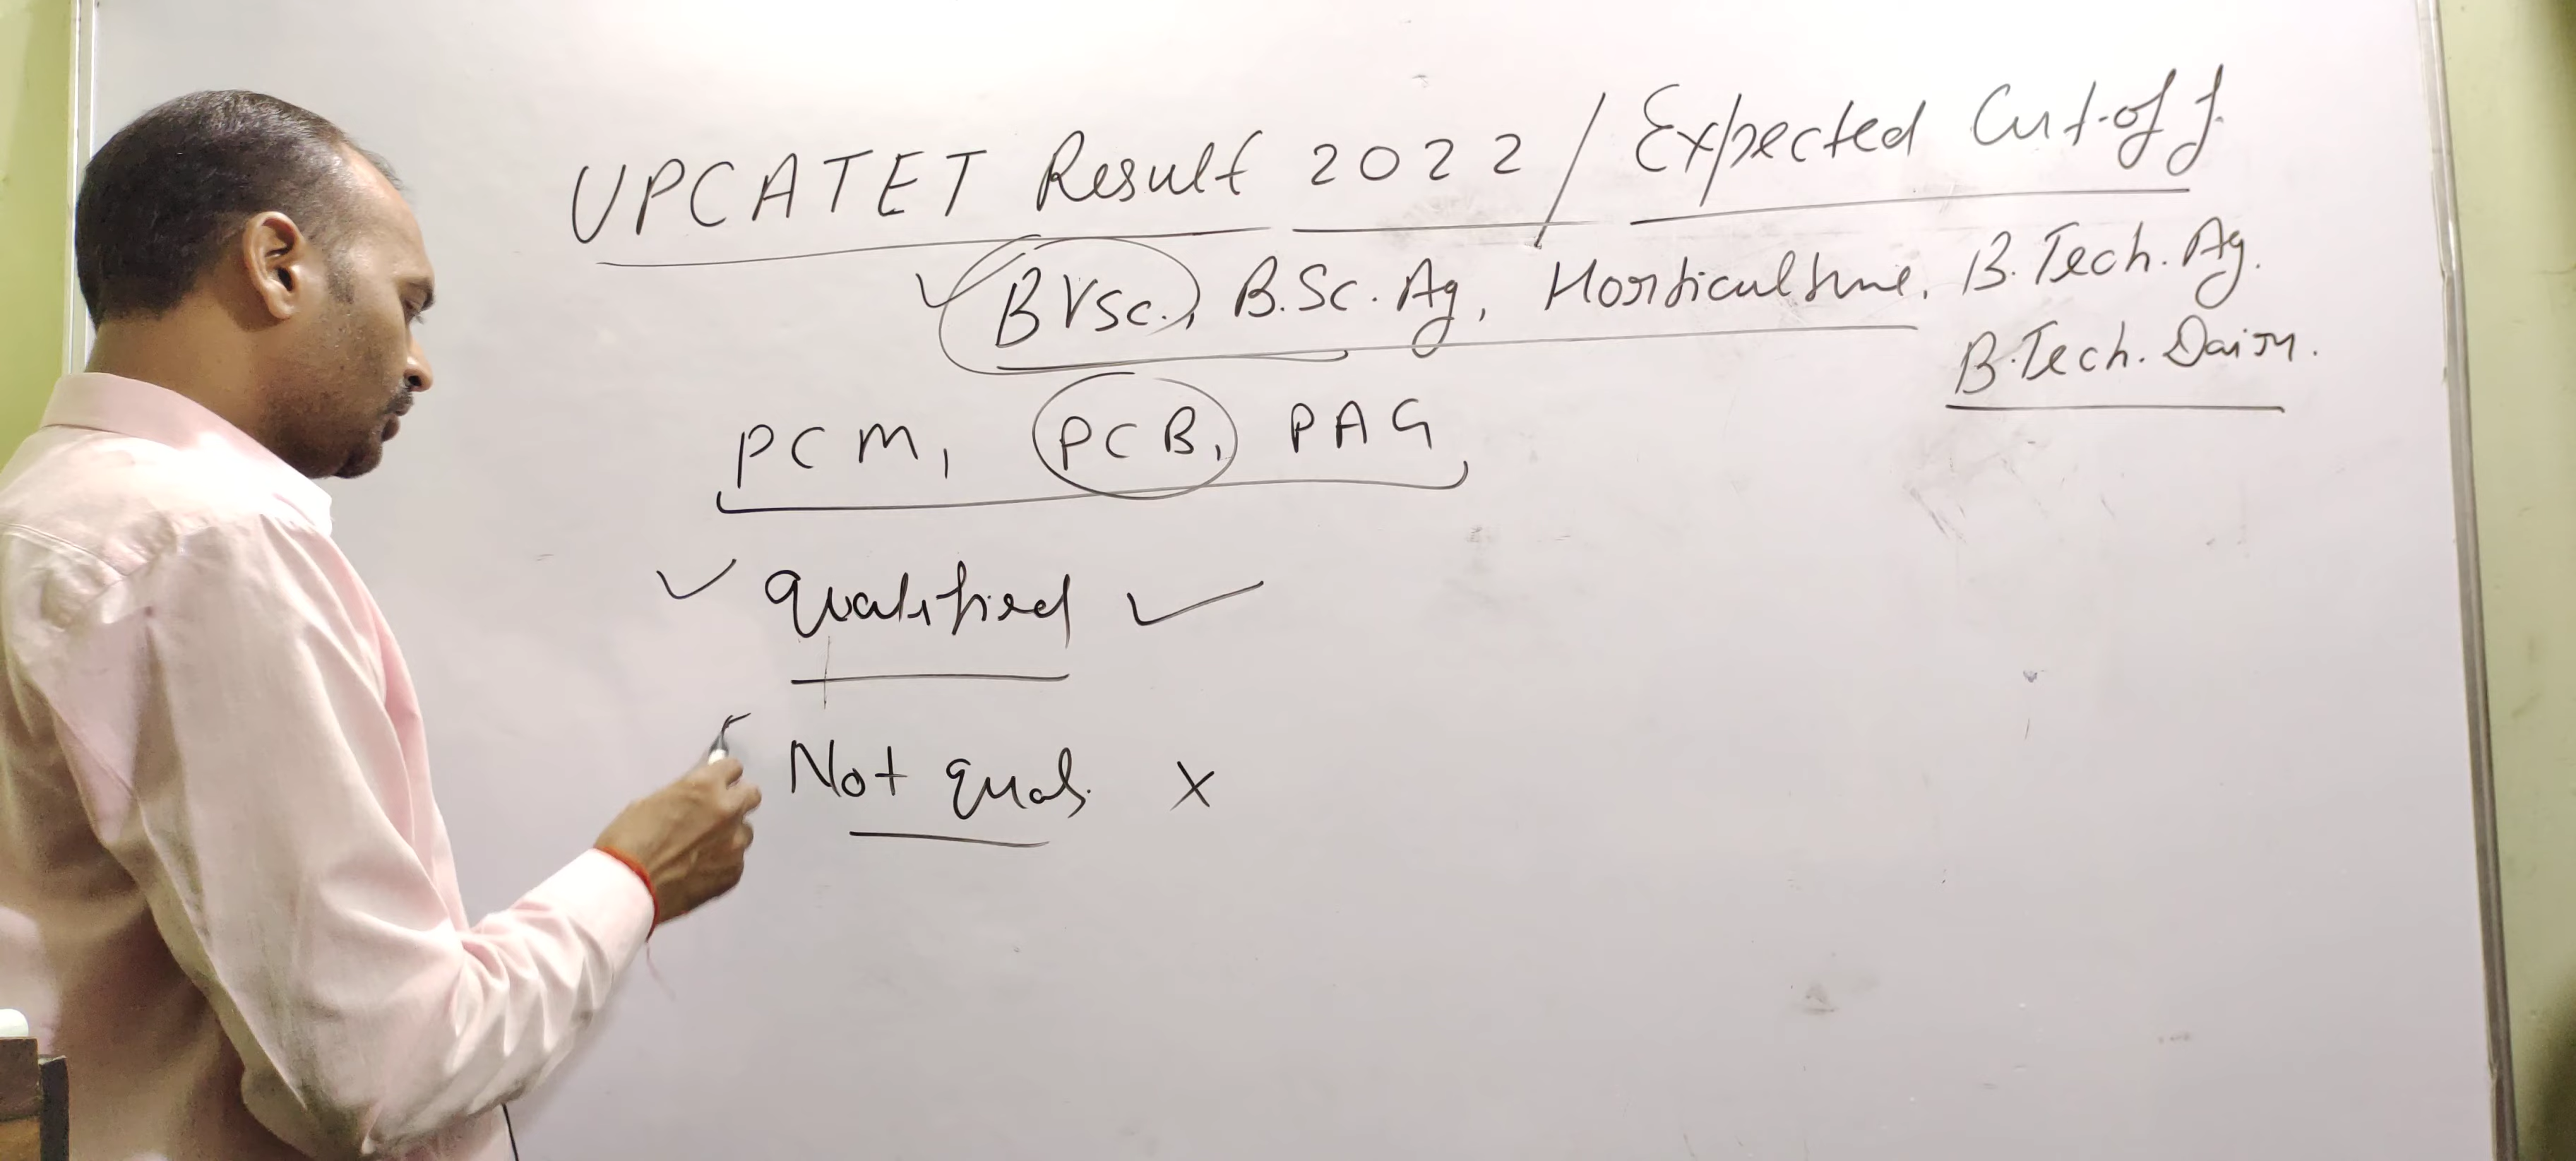 UPCATET Result 2022 / Expected Cut-off.
BVSc., B.Sc. Ag, Horticulture, B.Tech. Ag.
B.Tech. Dairy.
PCM, PCB, PAG
✓ Qualified ✓
Not qual. x